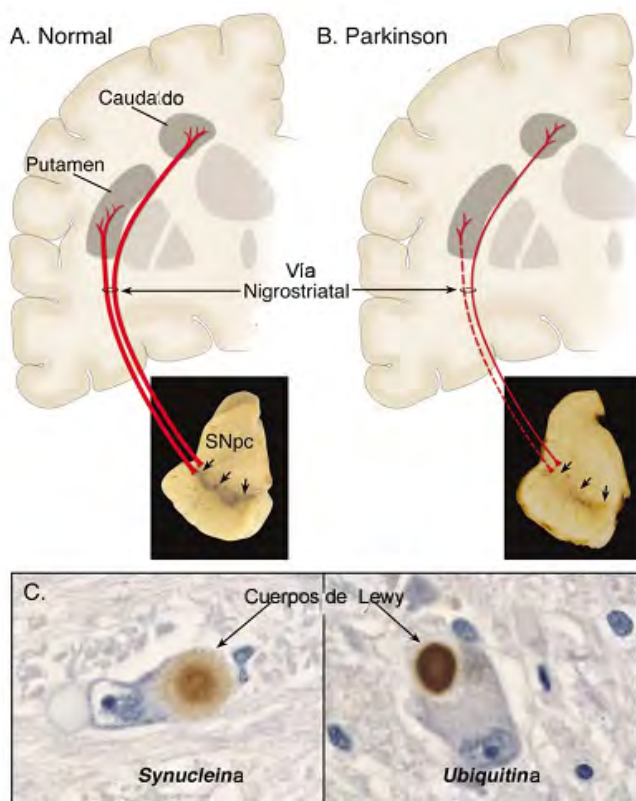 A. Normal
B. Parkinson
Caudado
Putamen
Vía
Nigrostriatal
SNpc
C.
Cuerpos de Lewy
Synucleina
Ubiquitina